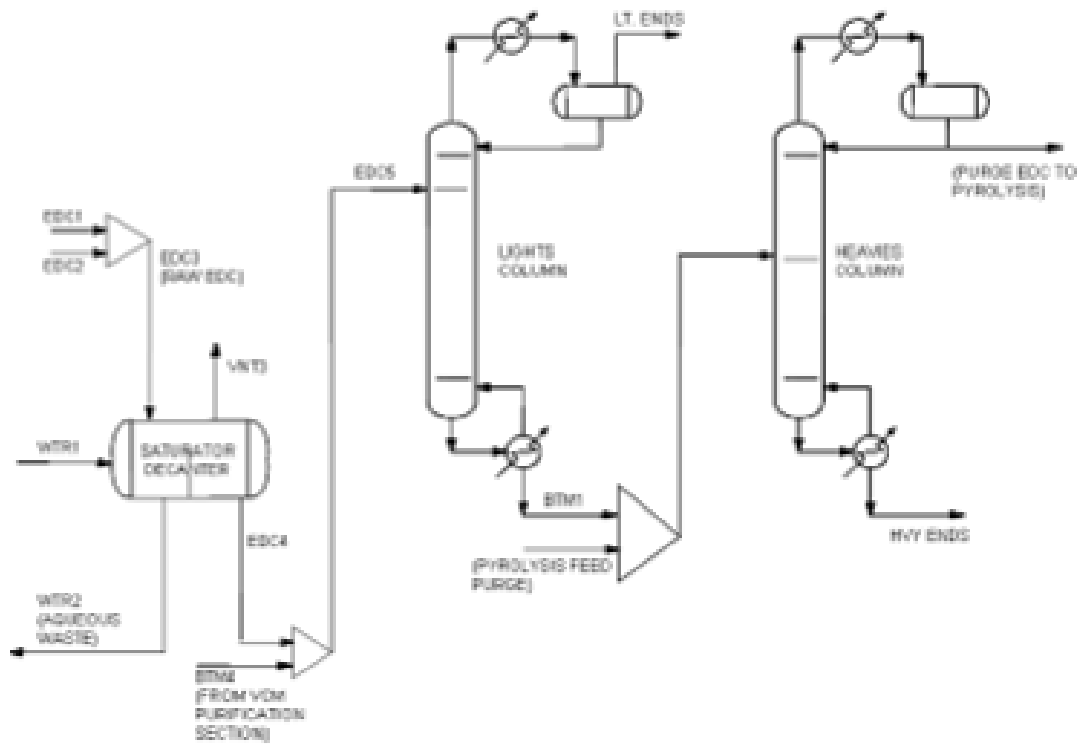 LT. ENDS
EDC5
(PURGE EDC TO
PYROLYSIS)
EDC1
EDC2
EDC3
(RAW EDC)
LIGHTS
COLUMN
HEAVIES
COLUMN
VNT3
WTR1
SATURATOR
DECANTER
BTM1
EDC4
HVY ENDS
(PYROLYSIS FEED
PURGE)
WTR2
(AQUEOUS
WASTE)
BTM4
(FROM VCM
PURIFICATION
SECTION)